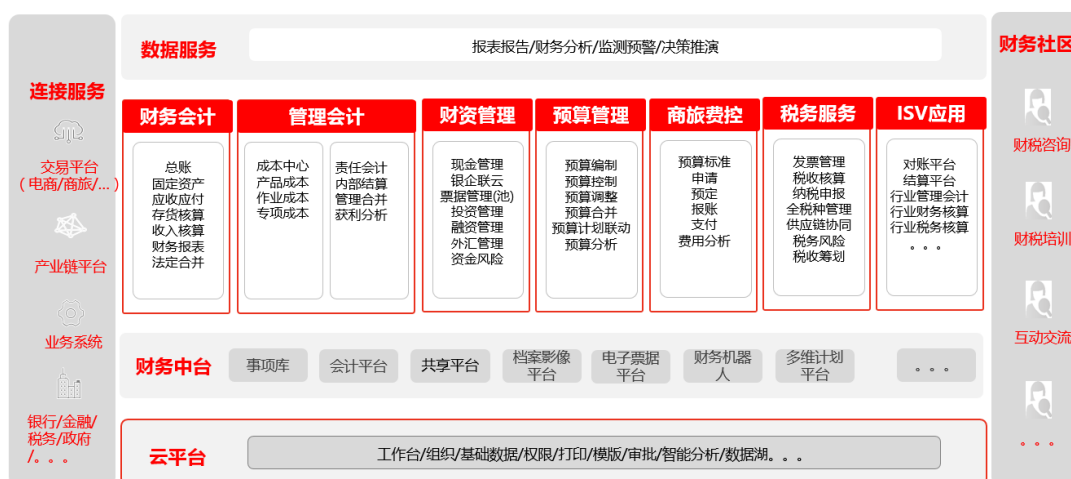 连接服务
交易平台
(电商/商旅/...)
产业链平台
业务系统
银行/金融/
税务/政府
/。。。
数据服务
报表报告/财务分析/监测预警/决策推演
财务会计
总账
固定资产
应收应付
存货核算
收入核算
财务报表
法定合并
管理会计
成本中心
产品成本
作业成本
专项成本
责任会计
内部结算
管理合并
获利分析
财资管理
现金管理
银企联云
票据管理(池)
投资管理
融资管理
外汇管理
资金风险
预算管理
预算编制
预算控制
预算调整
预算合并
预算计划联动
预算分析
商旅费控
预算标准
申请
预定
报账
支付
费用分析
税务服务
发票管理
税收核算
纳税申报
全税种管理
供应链协同
税务风险
税收筹划
ISV应用
对账平台
结算平台
行业管理会计
行业财务核算
行业税务核算
。。。
财务中台
事项库
会计平台
共享平台
档案影像
平台
电子票据
平台
财务机器
人
多维计划
平台
。。。
云平台
工作台/组织/基础数据/权限/打印/模版/审批/智能分析/数据湖。。。
财务社区
财税咨询
财税培训
互动交流
。。。